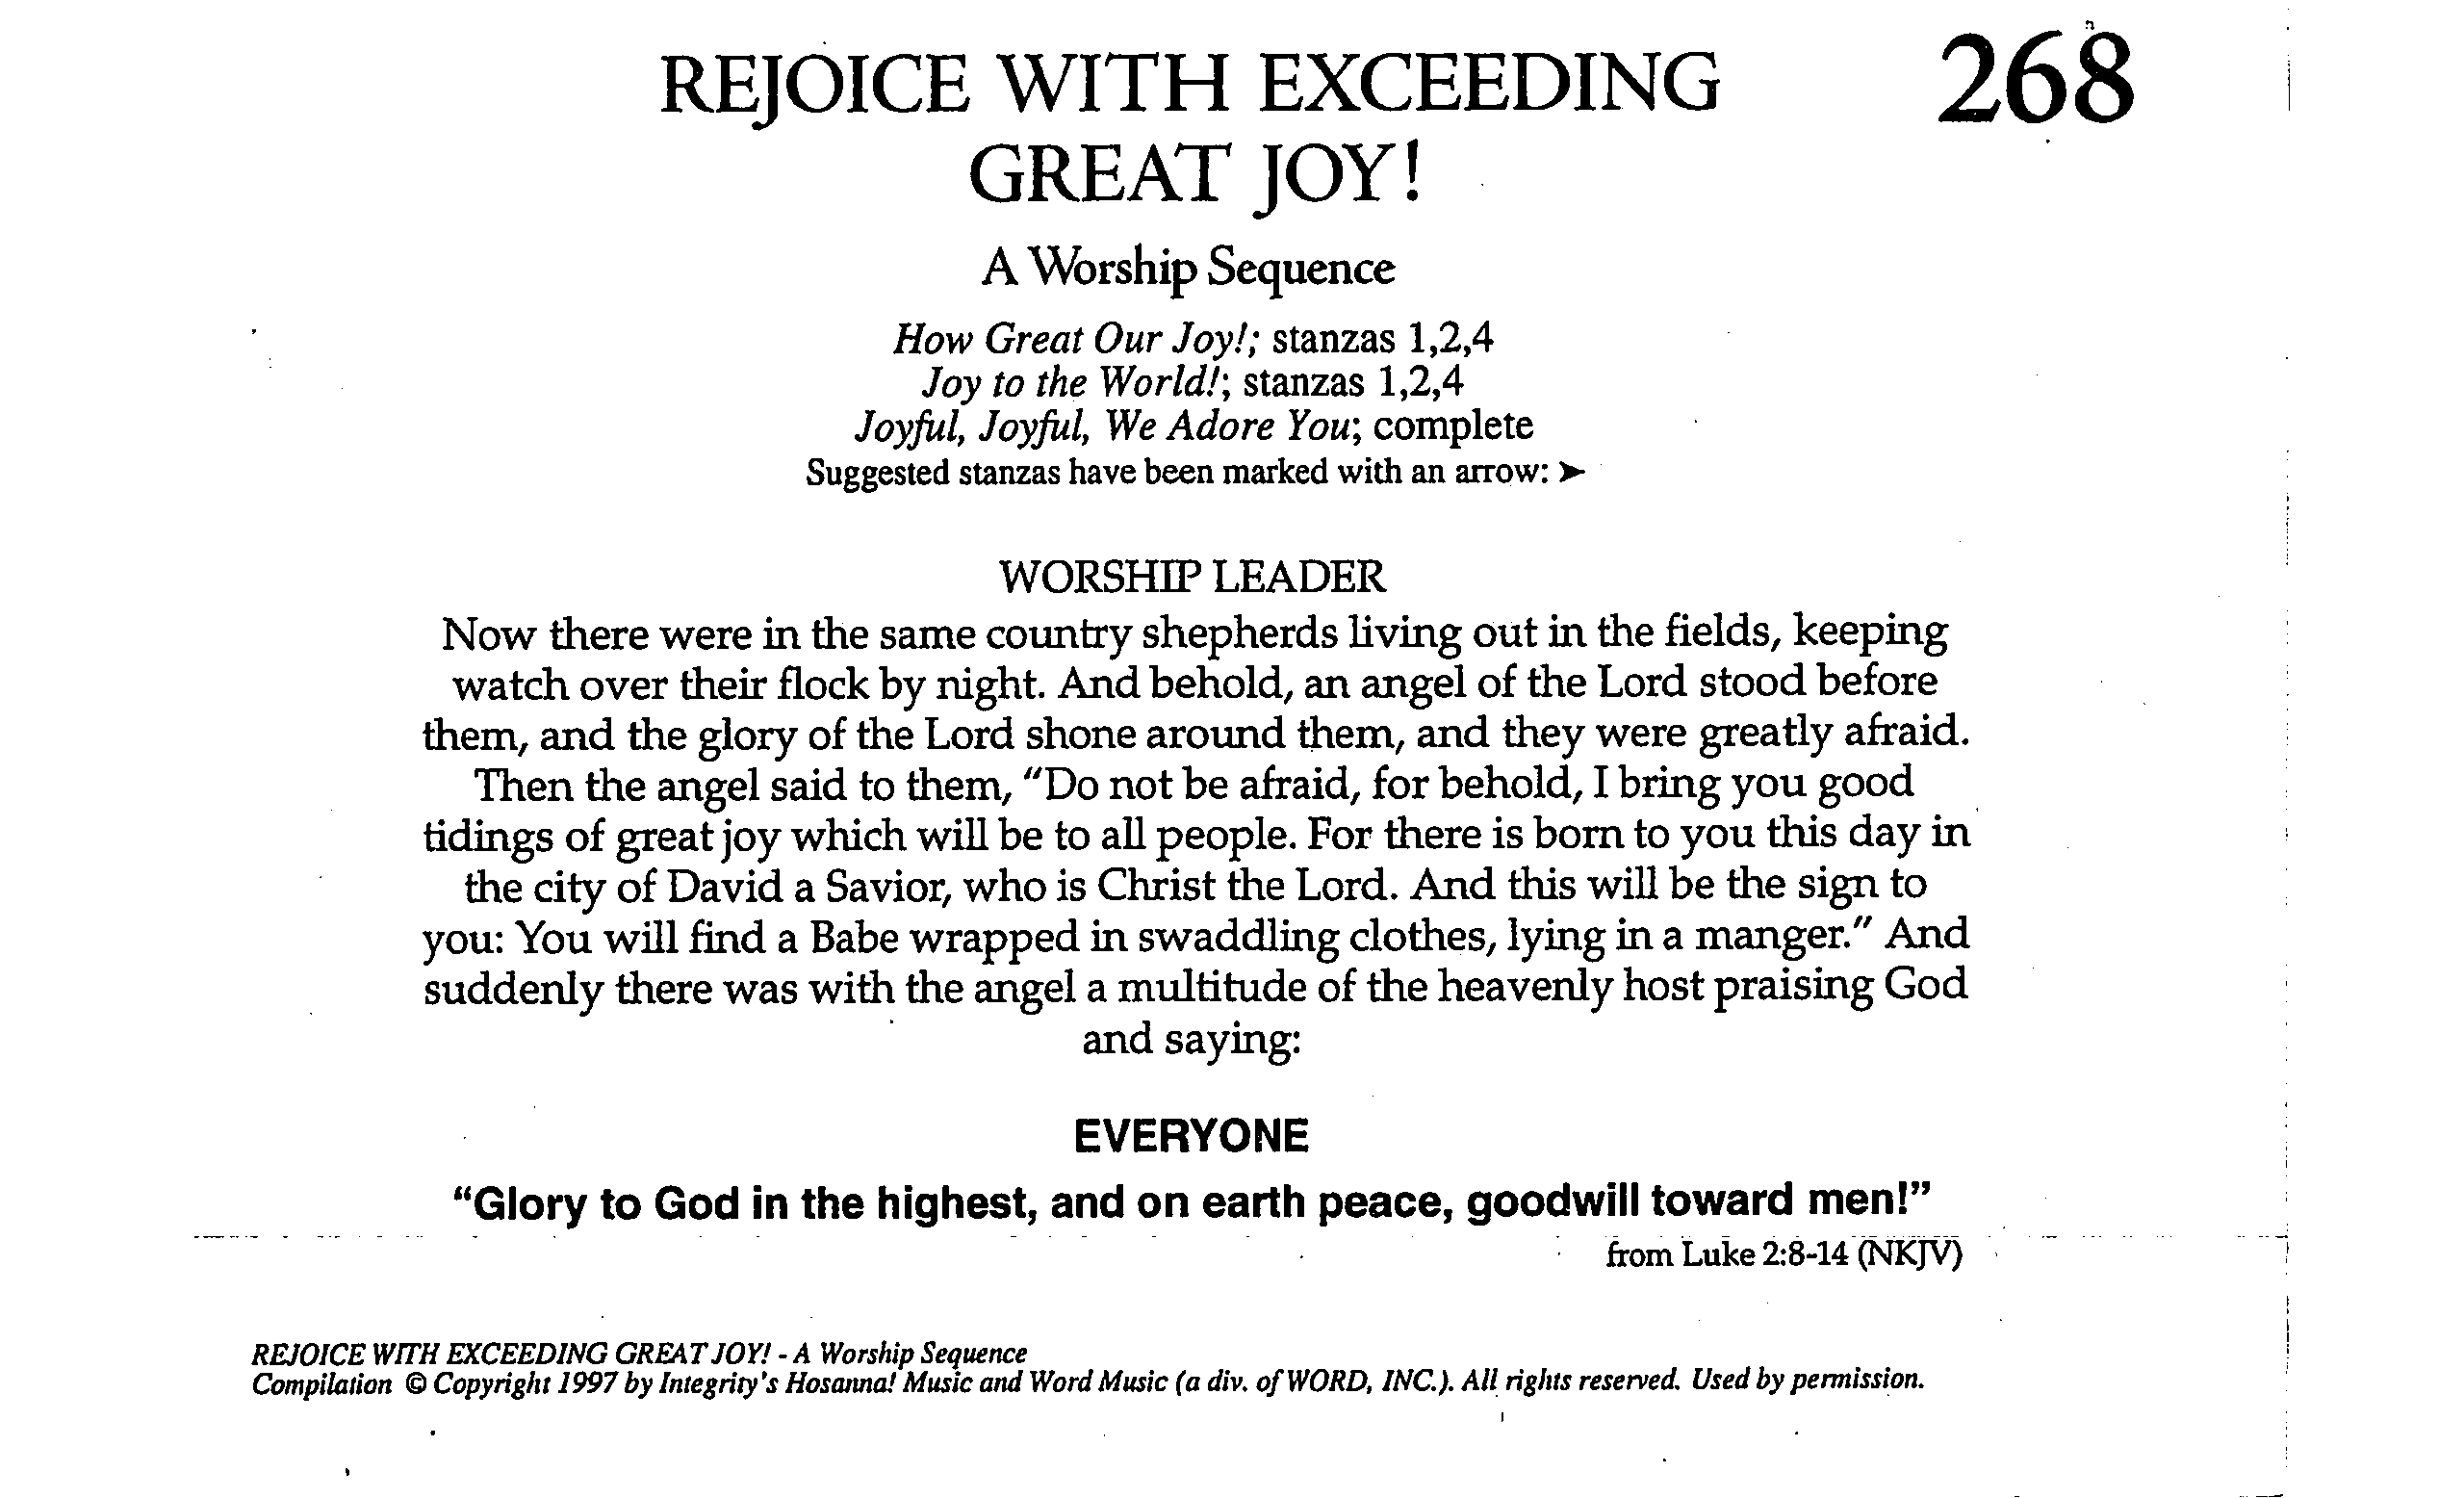 REJOICE WITH EXCEEDING 268
GREAT JOY!
A Worship Sequence
How Great Our Joy!; stanzas 1,2,4
Joy to the World!; stanzas 1,2,4
Joyful, Joyful, We Adore You; complete
Suggested stanzas have been marked with an arrow: ➤
WORSHIP LEADER
Now there were in the same country shepherds living out in the fields, keeping
watch over their flock by night. And behold, an angel of the Lord stood before
them, and the glory of the Lord shone around them, and they were greatly afraid.
Then the angel said to them, “Do not be afraid, for behold, I bring you good
tidings of great joy which will be to all people. For there is born to you this day in
the city of David a Savior, who is Christ the Lord. And this will be the sign to
you: You will find a Babe wrapped in swaddling clothes, lying in a manger.” And
suddenly there was with the angel a multitude of the heavenly host praising God
and saying:
EVERYONE
“Glory to God in the highest, and on earth peace, goodwill toward men!”
from Luke 2:8-14 (NKJV)
REJOICE WITH EXCEEDING GREAT JOY! - A Worship Sequence
Compilation © Copyright 1997 by Integrity's Hosanna! Music and Word Music (a div. of WORD, INC.). All rights reserved. Used by permission.